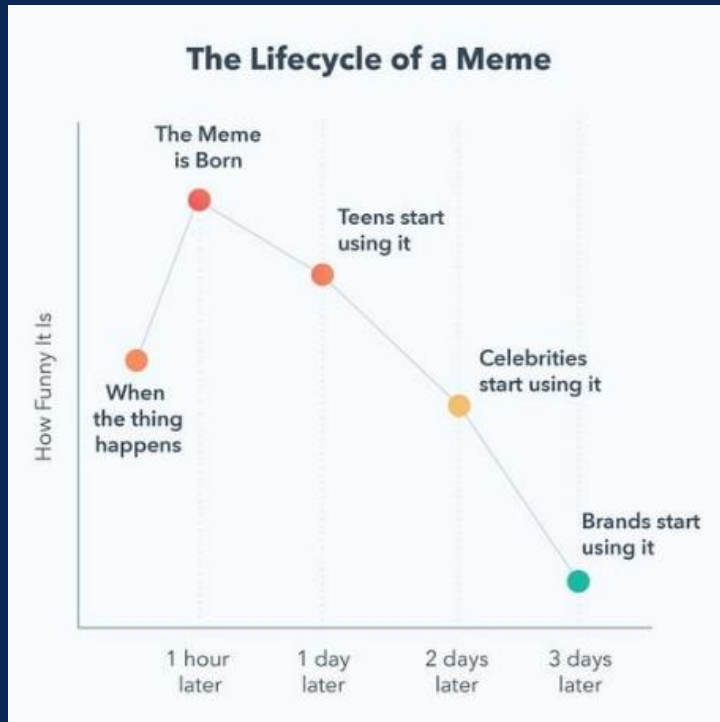 The Lifecycle of a Meme
The Meme
is Born
Teens start
using it
When
the thing
happens
Celebrities
start using it
Brands start
using it
How Funny It Is
1 hour
later
1 day
later
2 days
later
3 days
later